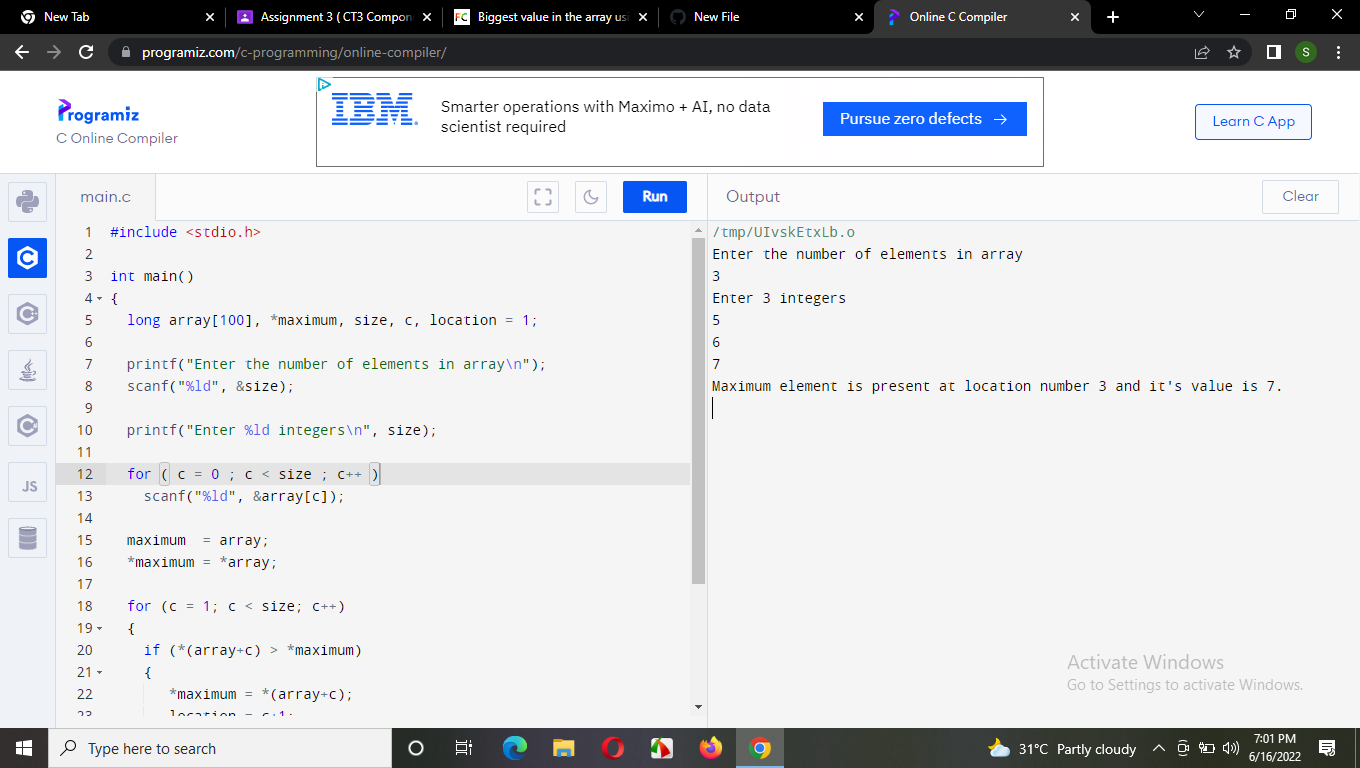 New Tab
Assignment 3 ( CT3 Compon
Biggest value in the array us
New File
Online C Compiler
programiz.com/c-programming/online-compiler/
S
Programiz
C Online Compiler
IBM.
Smarter operations with Maximo + AI, no data
scientist required
Pursue zero defects →
Learn C App
main.c
Run
Output
Clear
JS
1 #include <stdio.h>
2
3 int main()
4 {
5 long array[100], *maximum, size, c, location = 1;
6
7 printf("Enter the number of elements in array\n");
8 scanf("%ld", &size);
9
10 printf("Enter %ld integers\n", size);
11
12 for ( c = 0 ; c < size ; c++ )
13 scanf("%ld", &array[c]);
14
15 maximum  = array;
16 *maximum = *array;
17
18 for (c = 1; c < size; c++)
19 {
20 if (*(array+c) > *maximum)
21 {
22 *maximum = *(array+c);
23 location = c+1;
/tmp/UIvskEtxLb.o
Enter the number of elements in array
3
Enter 3 integers
5
6
7
Maximum element is present at location number 3 and it's value is 7.
Activate Windows
Go to Settings to activate Windows.
Type here to search
31°C Partly cloudy
7:01 PM
6/16/2022